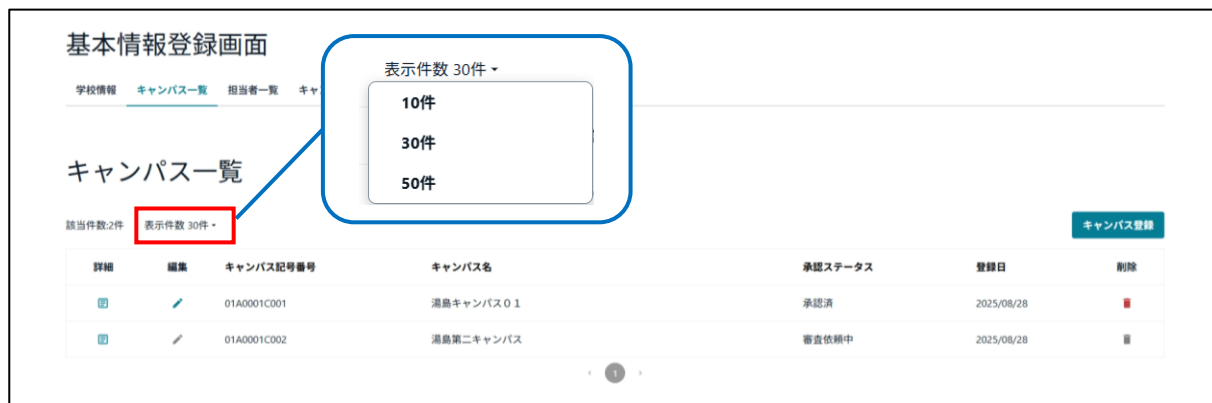 基本情報登録画面
学校情報 キャンパス一覧 担当者一覧 キャ
表示件数 30件
10件
30件
50件
キャンパス一覧
該当件数:2件 表示件数 30件
キャンパス登録
詳細 編集 キャンパス記号番号 キャンパス名 承認ステータス 登録日 削除
01A0001C001 湯島キャンパス０１ 承認済 2025/08/28
01A0001C002 湯島第二キャンパス 審査依頼中 2025/08/28
‹ 1 ›